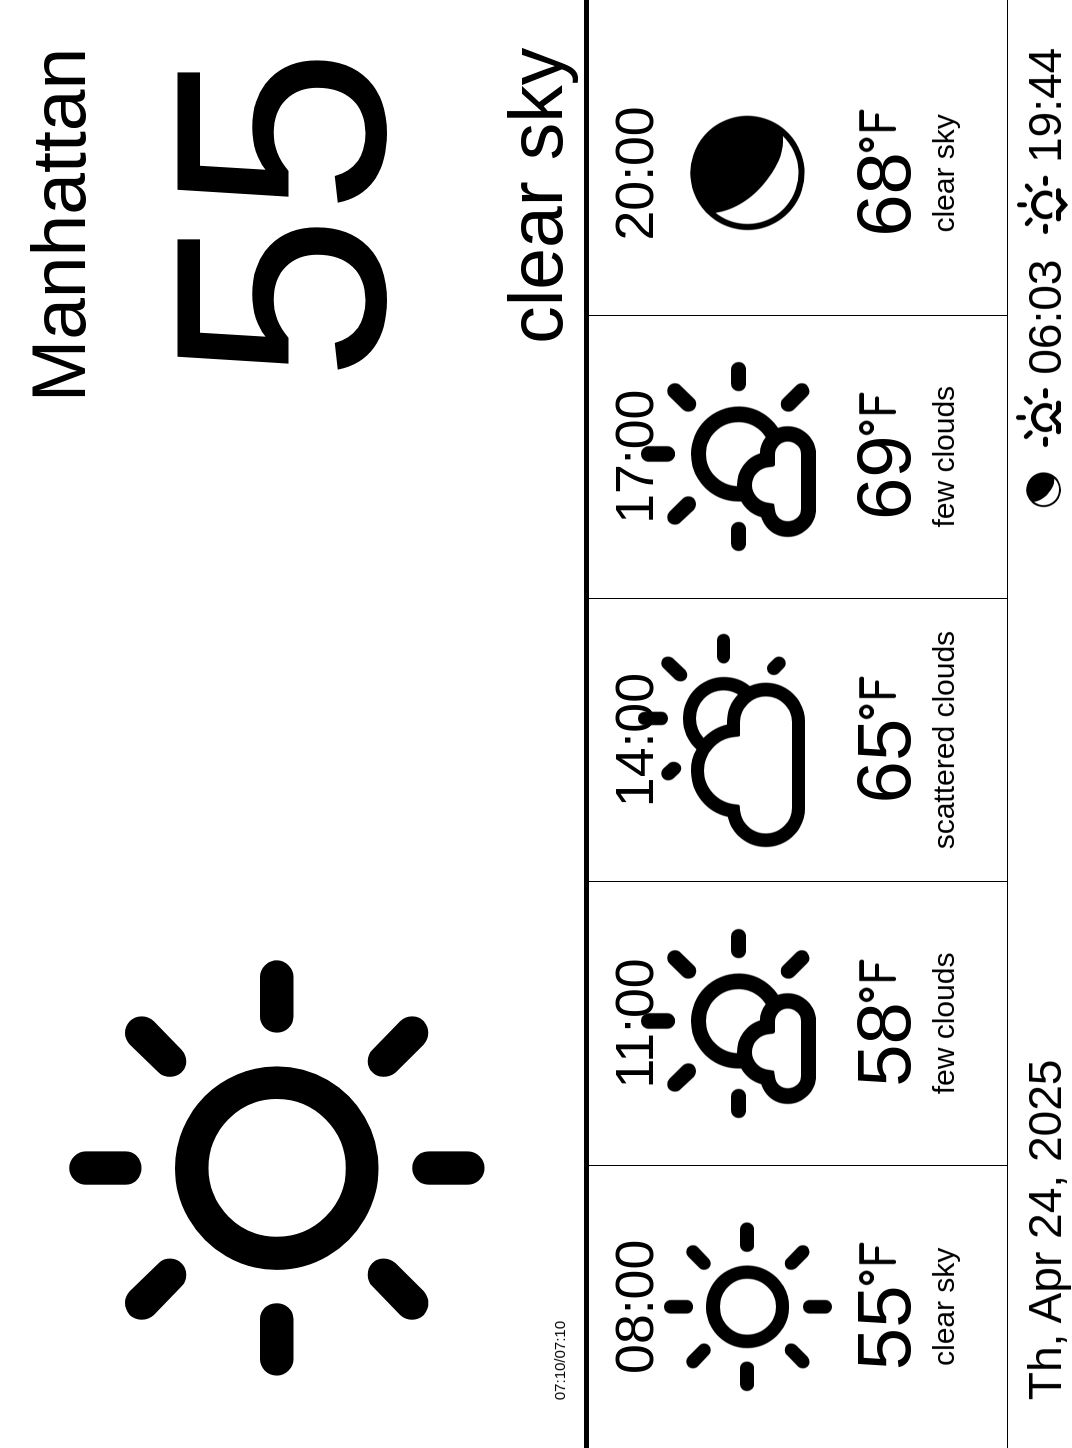 Manhattan
55
clear sky
07:10/07:10
08:00
55°F
clear sky
11:00
58°F
few clouds
14:00
65°F
scattered clouds
17:00
69°F
few clouds
20:00
68°F
clear sky
Th, Apr 24, 2025
06:03
19:44